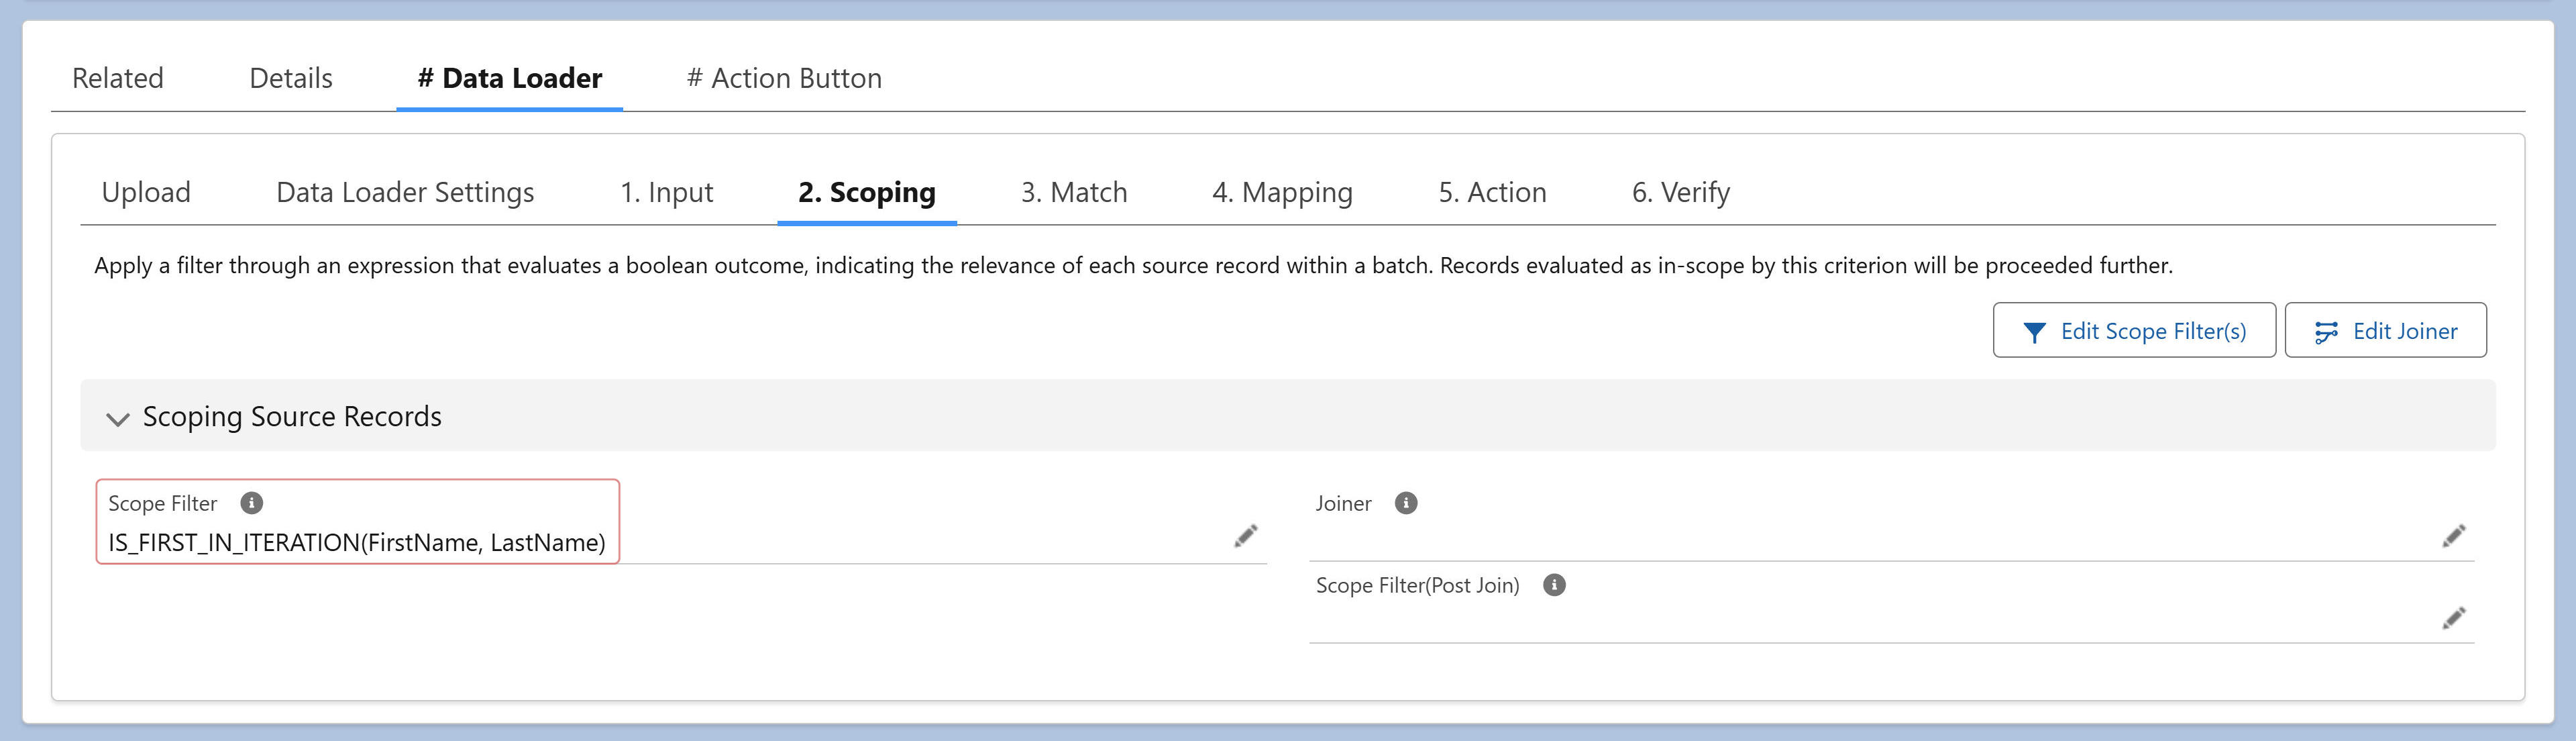 Related Details # Data Loader # Action Button
Upload Data Loader Settings 1. Input 2. Scoping 3. Match 4. Mapping 5. Action 6. Verify
Apply a filter through an expression that evaluates a boolean outcome, indicating the relevance of each source record within a batch. Records evaluated as in-scope by this criterion will be proceeded further.
Edit Scope Filter(s) Edit Joiner
Scoping Source Records
Scope Filter
IS_FIRST_IN_ITERATION(FirstName, LastName)
Joiner
Scope Filter(Post Join)